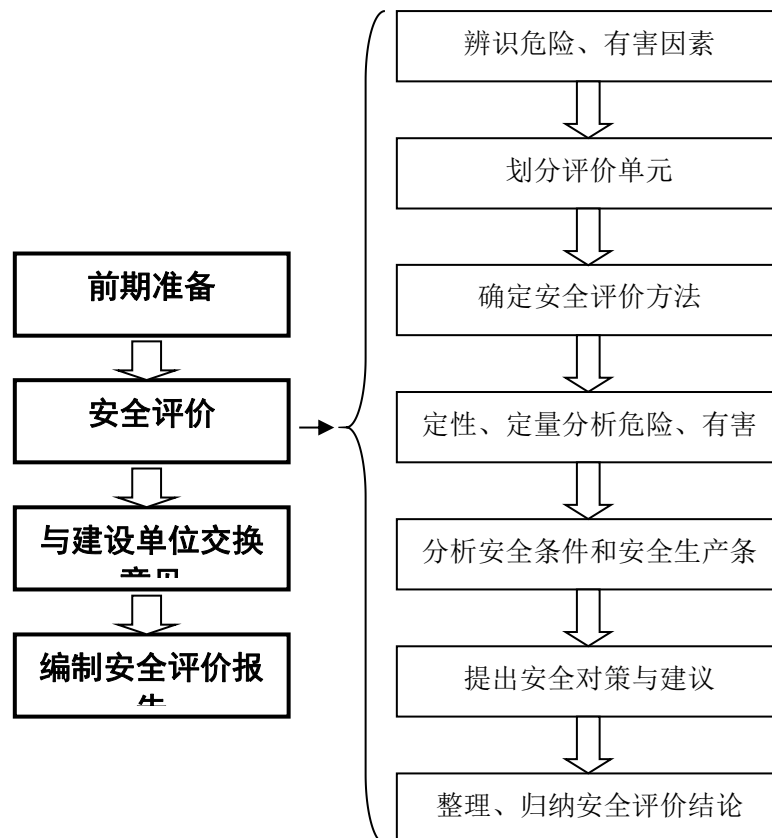 前期准备
安全评价
与建设单位交换
意见
编制安全评价报
告
辨识危险、有害因素
划分评价单元
确定安全评价方法
定性、定量分析危险、有害
分析安全条件和安全生产条
提出安全对策与建议
整理、归纳安全评价结论